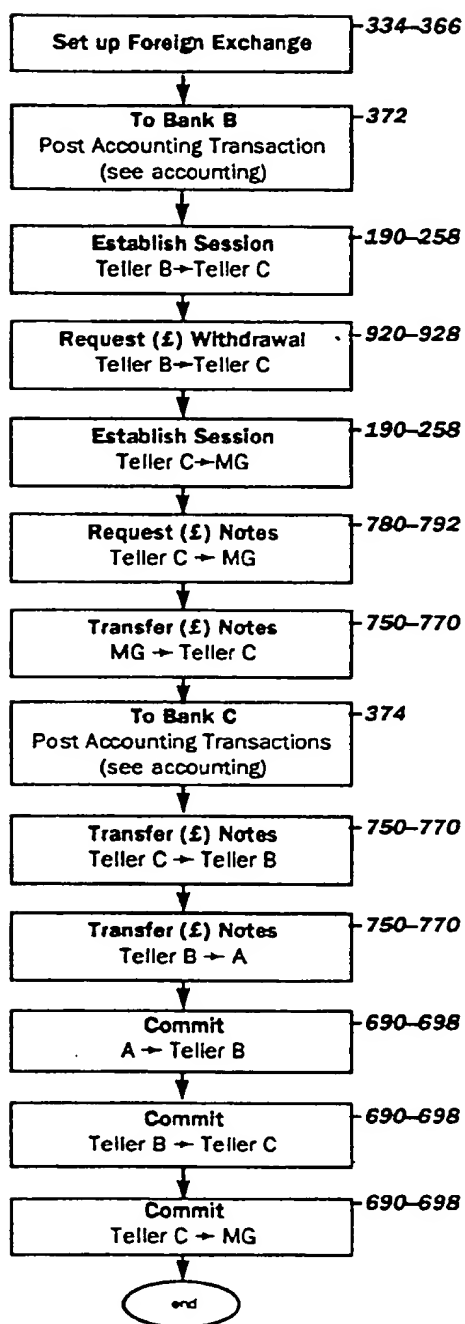 Set up Foreign Exchange
334–366
To Bank B
372
Post Accounting Transaction
(see accounting)
Establish Session
190–258
Teller B→Teller C
Request (£) Withdrawal
920–928
Teller B→Teller C
Establish Session
190–258
Teller C→MG
Request (£) Notes
780–792
Teller C → MG
Transfer (£) Notes
750–770
MG → Teller C
To Bank C
374
Post Accounting Transactions
(see accounting)
Transfer (£) Notes
750–770
Teller C → Teller B
Transfer (£) Notes
750–770
Teller B → A
Commit
690–698
A → Teller B
Commit
690–698
Teller B → Teller C
Commit
690–698
Teller C → MG
end